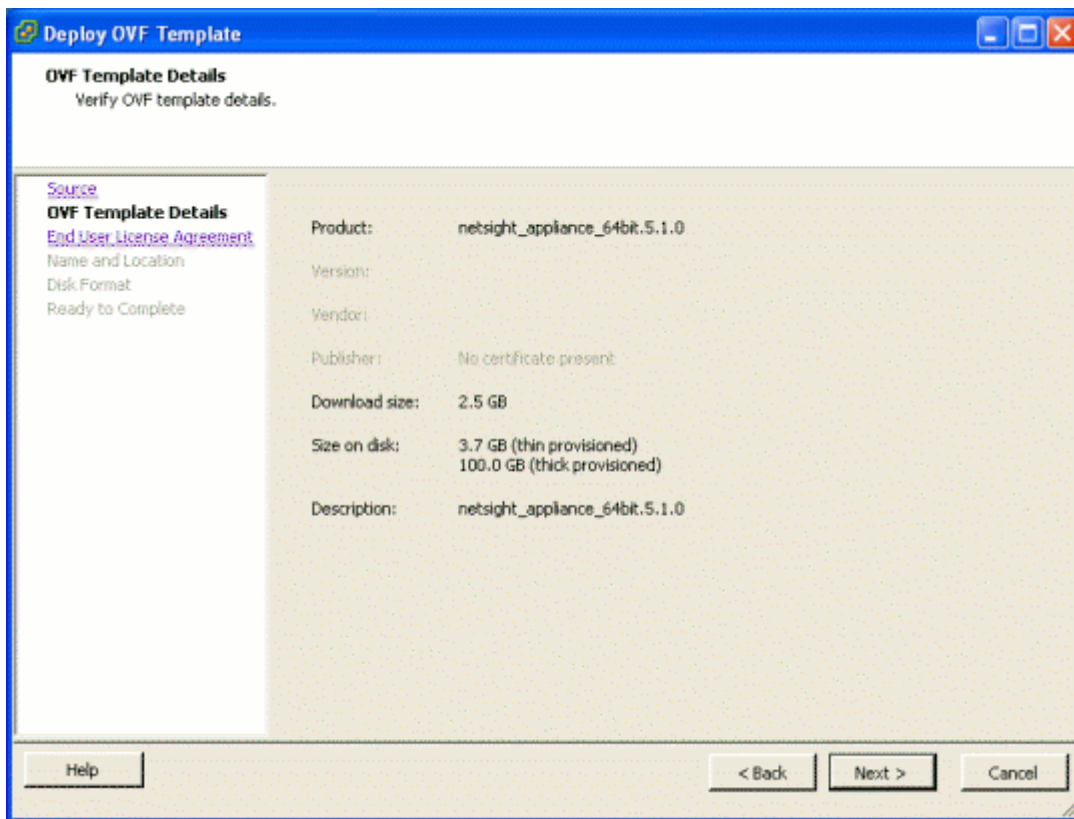 Deploy OVF Template
OVF Template Details
Verify OVF template details.
Source
OVF Template Details
End User License Agreement
Name and Location
Disk Format
Ready to Complete
Product: netsight_appliance_64bit.5.1.0
Version:
Vendor:
Publisher: No certificate present
Download size: 2.5 GB
Size on disk: 3.7 GB (thin provisioned)
100.0 GB (thick provisioned)
Description: netsight_appliance_64bit.5.1.0
Help < Back Next > Cancel